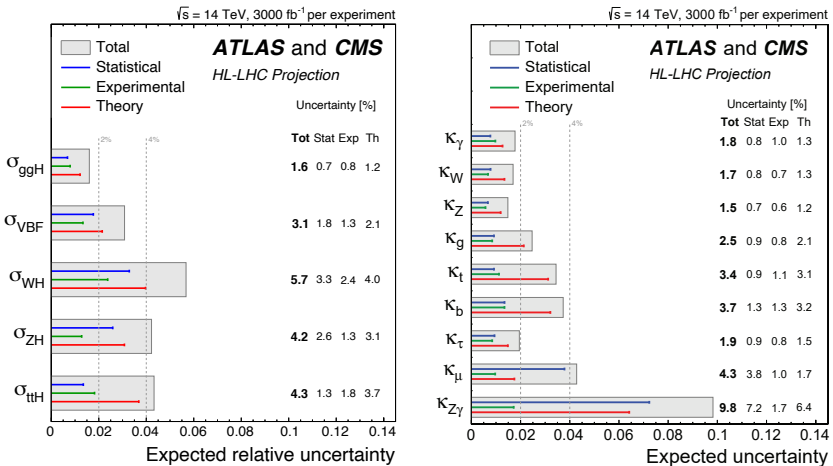 √s = 14 TeV, 3000 fb⁻¹ per experiment
Total
Statistical
Experimental
Theory
ATLAS and CMS
HL-LHC Projection
Uncertainty [%]
2% 4%
Tot Stat Exp Th
σggH 1.6 0.7 0.8 1.2
σVBF 3.1 1.8 1.3 2.1
σWH 5.7 3.3 2.4 4.0
σZH 4.2 2.6 1.3 3.1
σttH 4.3 1.3 1.8 3.7
0 0.02 0.04 0.06 0.08 0.1 0.12 0.14
Expected relative uncertainty
√s = 14 TeV, 3000 fb⁻¹ per experiment
Total
Statistical
Experimental
Theory
ATLAS and CMS
HL-LHC Projection
Uncertainty [%]
2% 4%
Tot Stat Exp Th
κγ 1.8 0.8 1.0 1.3
κW 1.7 0.8 0.7 1.3
κZ 1.5 0.7 0.6 1.2
κg 2.5 0.9 0.8 2.1
κt 3.4 0.9 1.1 3.1
κb 3.7 1.3 1.3 3.2
κτ 1.9 0.9 0.8 1.5
κμ 4.3 3.8 1.0 1.7
κZγ 9.8 7.2 1.7 6.4
0 0.02 0.04 0.06 0.08 0.1 0.12 0.14
Expected uncertainty